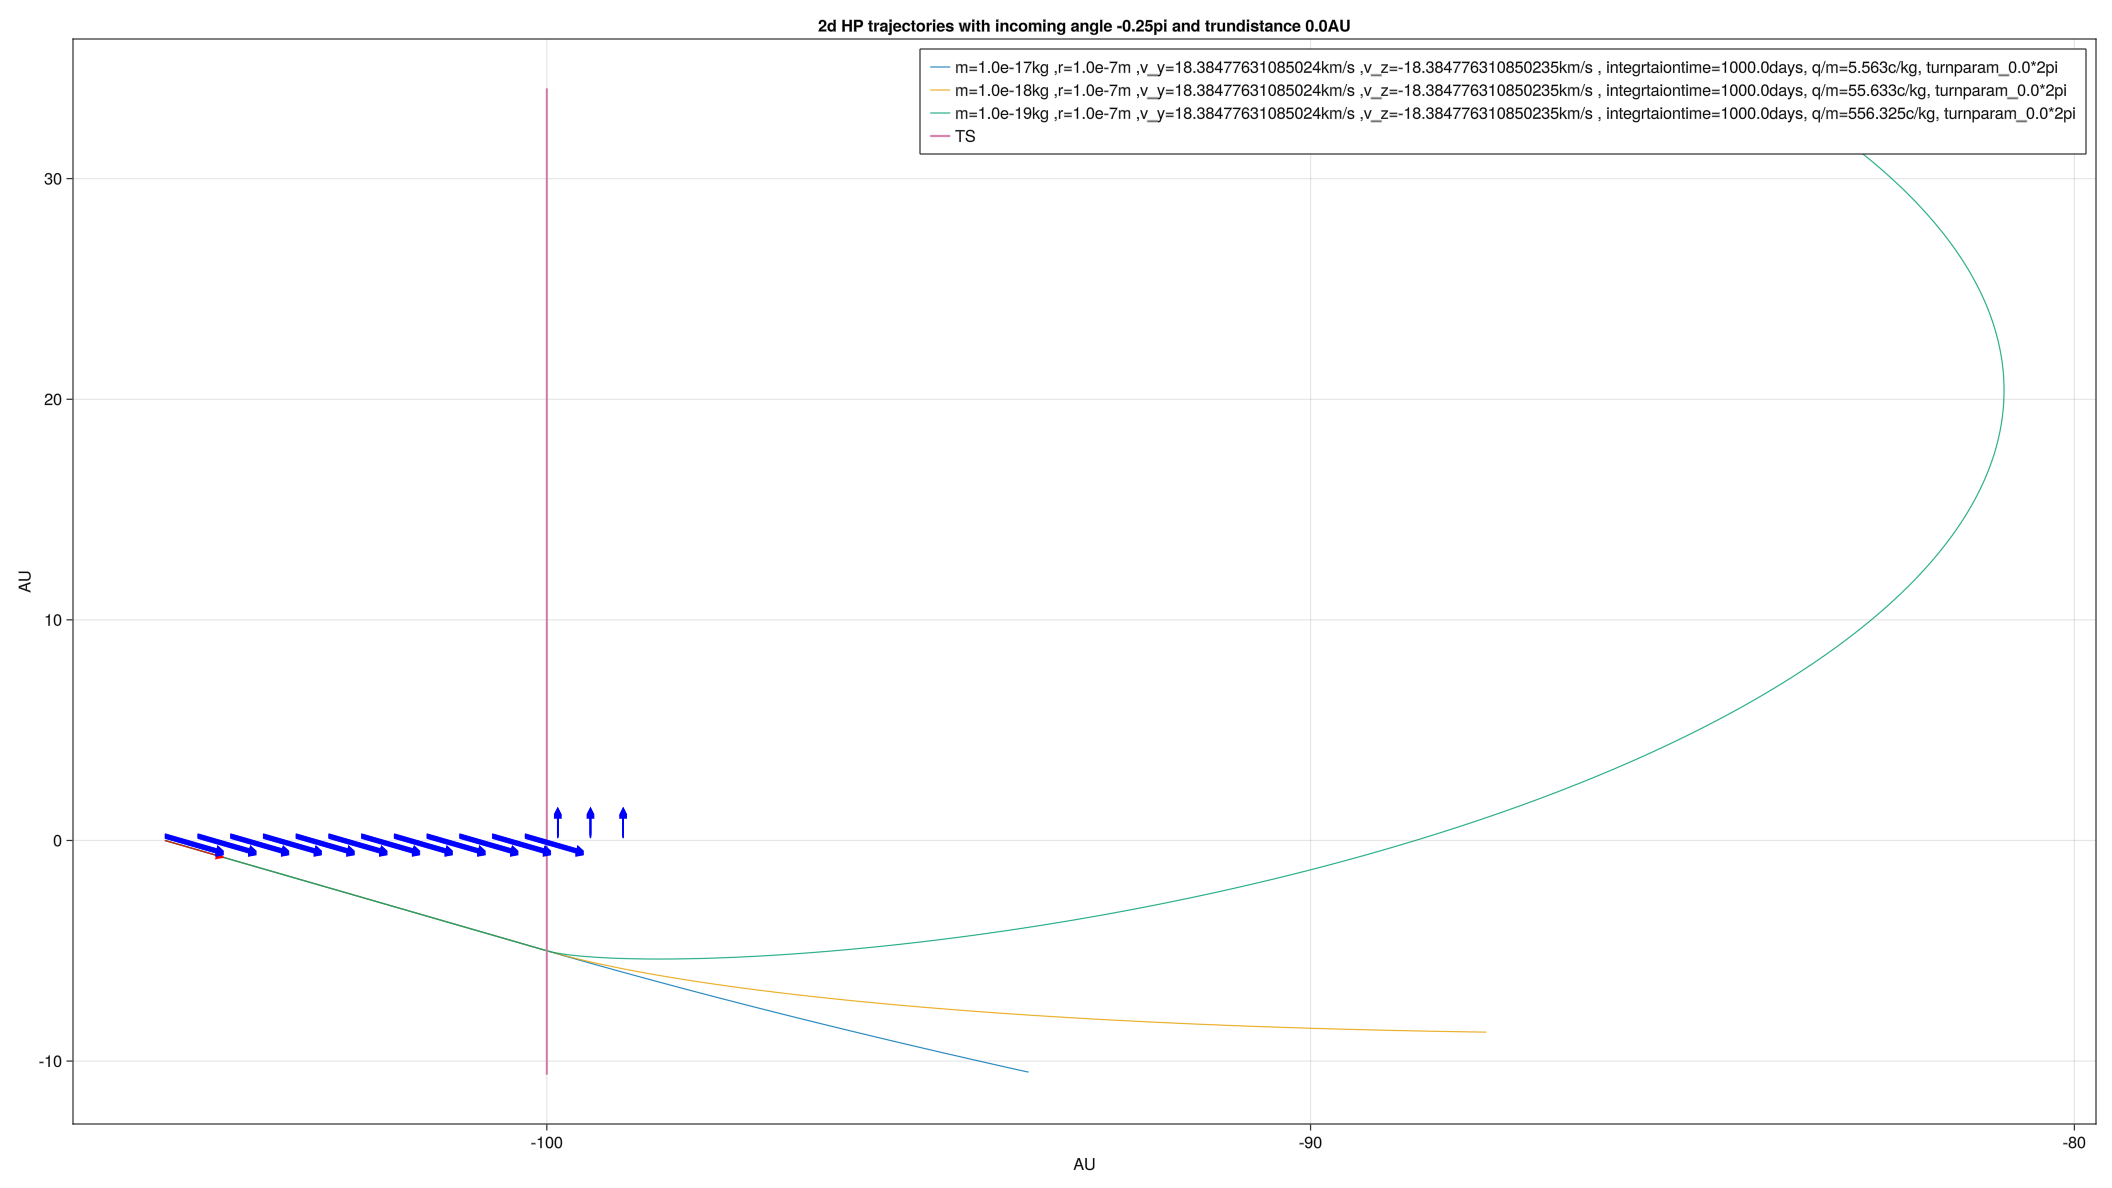 2d HP trajectories with incoming angle -0.25pi and trundistance 0.0AU
m=1.0e-17kg ,r=1.0e-7m ,v_y=18.38477631085024km/s ,v_z=-18.384776310850235km/s , integrtaiontime=1000.0days, q/m=5.563c/kg, turnparam_0.0*2pi
m=1.0e-18kg ,r=1.0e-7m ,v_y=18.38477631085024km/s ,v_z=-18.384776310850235km/s , integrtaiontime=1000.0days, q/m=55.633c/kg, turnparam_0.0*2pi
m=1.0e-19kg ,r=1.0e-7m ,v_y=18.38477631085024km/s ,v_z=-18.384776310850235km/s , integrtaiontime=1000.0days, q/m=556.325c/kg, turnparam_0.0*2pi
TS
30
20
10
0
-10
AU
-100
-90
-80
AU